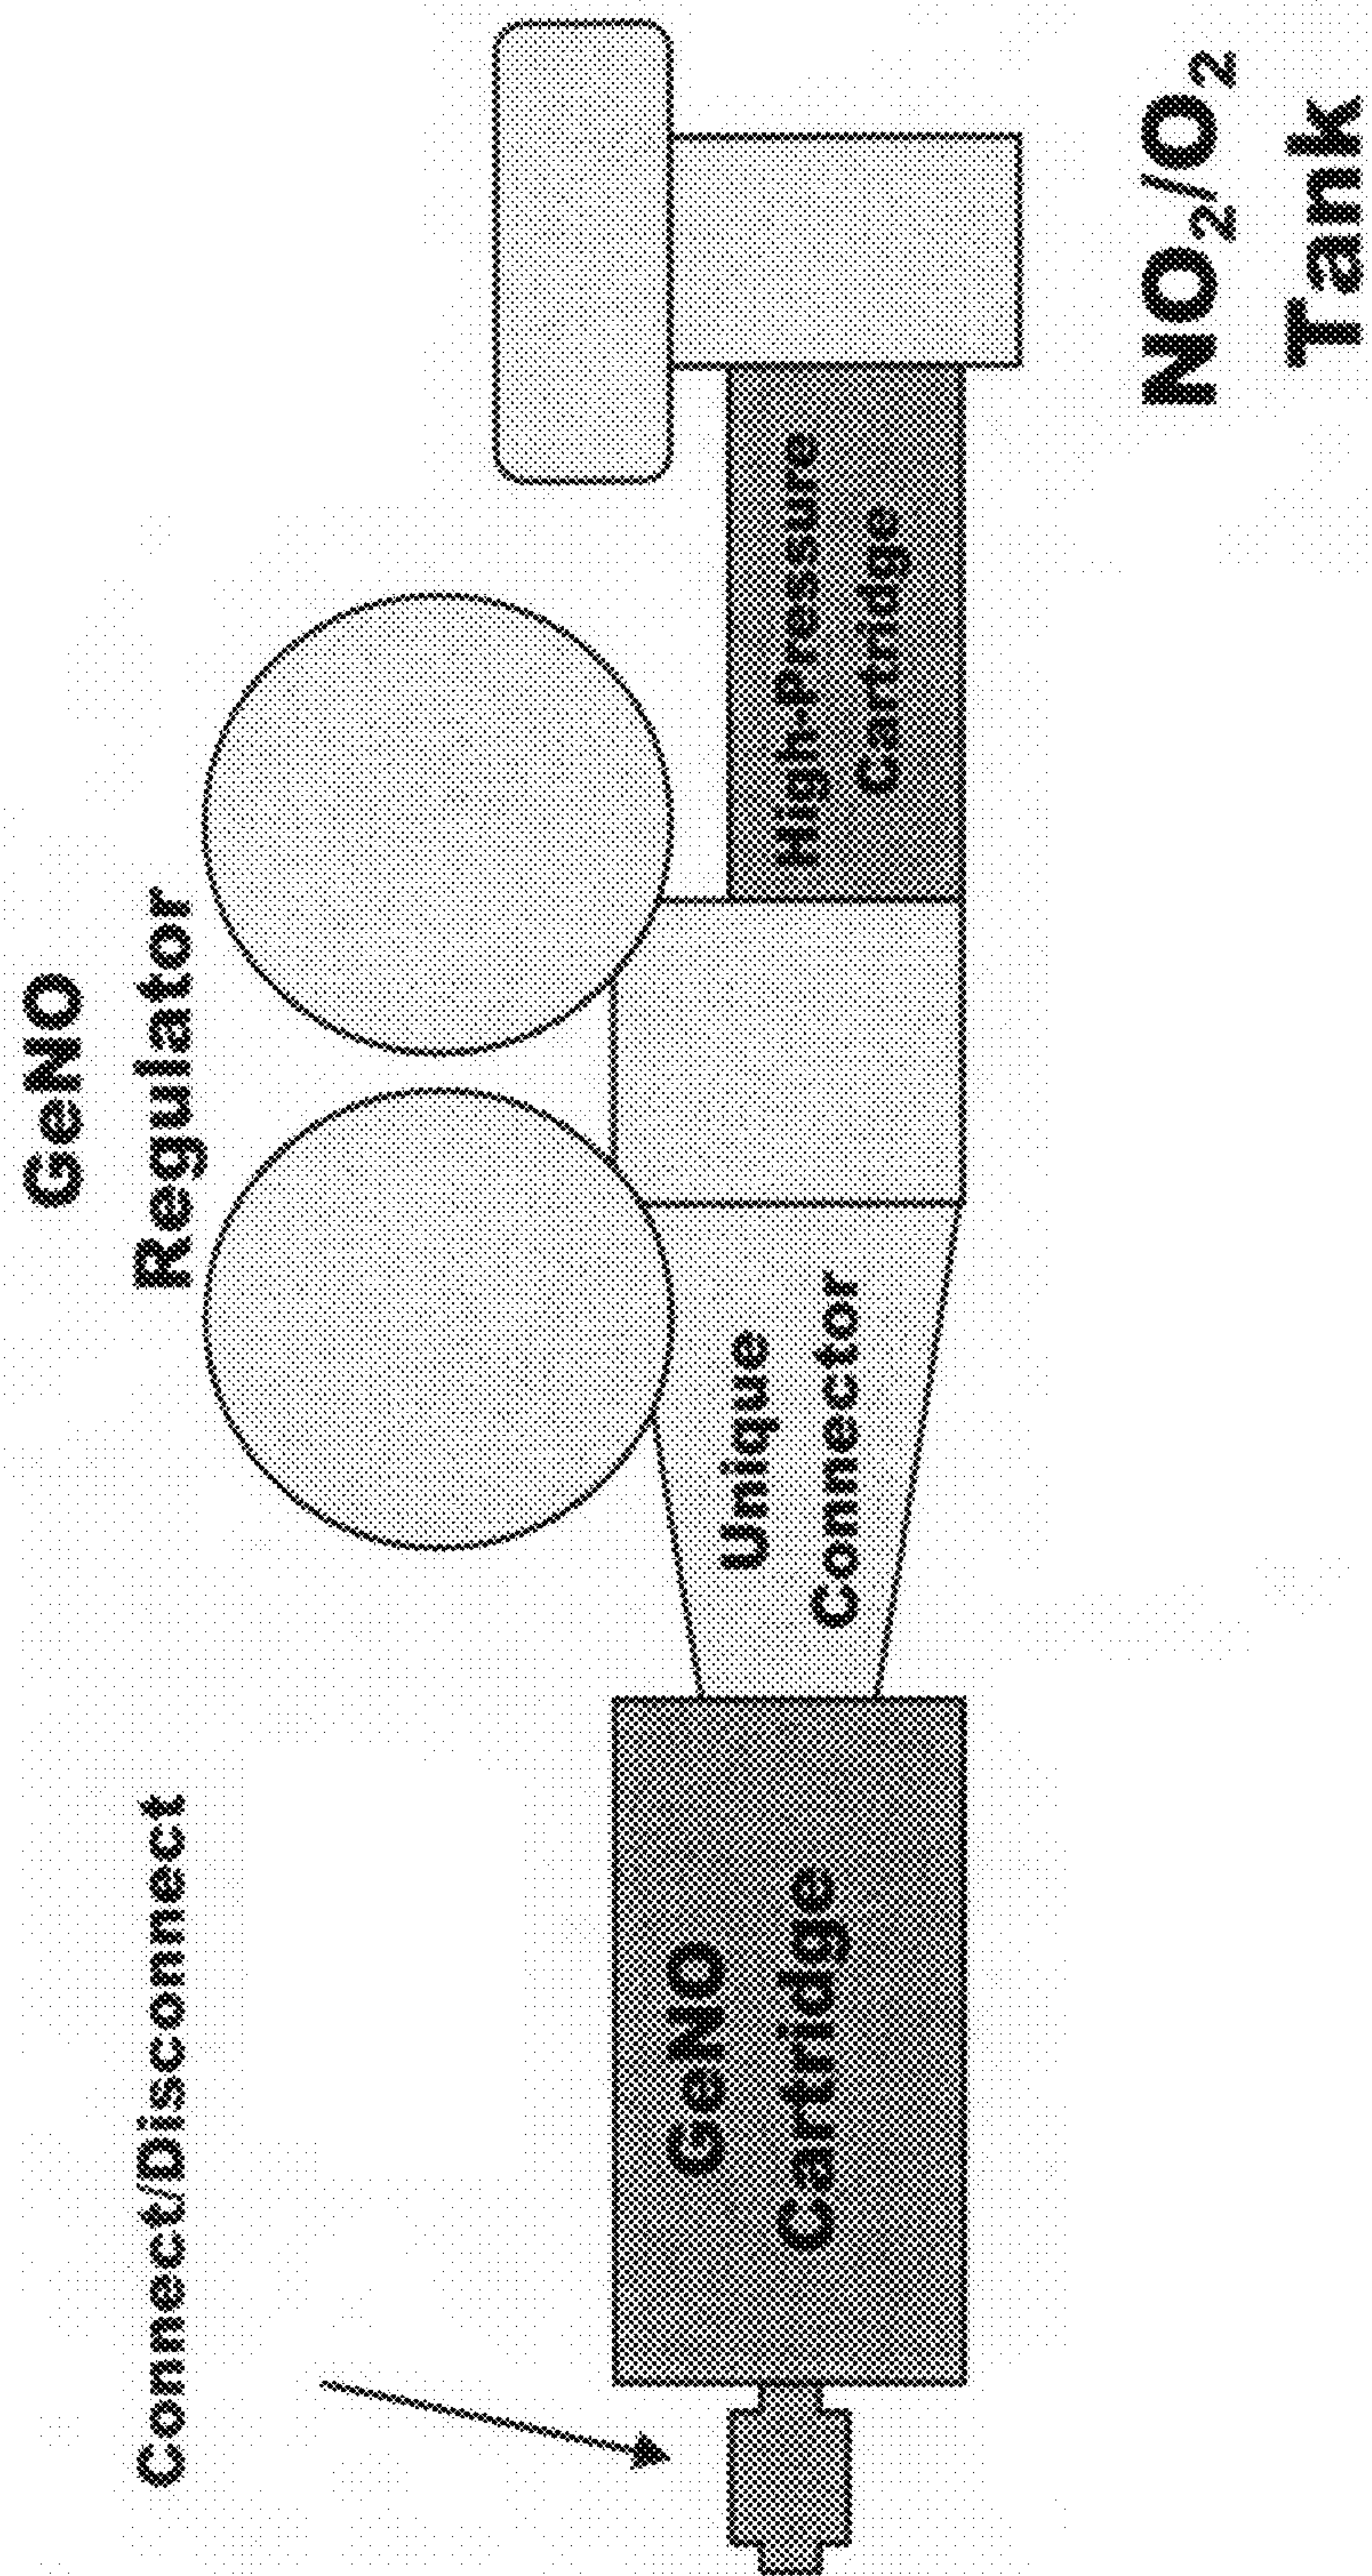 GeNO
Regulator
Connect/Disconnect
GeNO
Cartridge
Unique
Connector
High-Pressure
Cartridge
NO₂/O₂
Tank